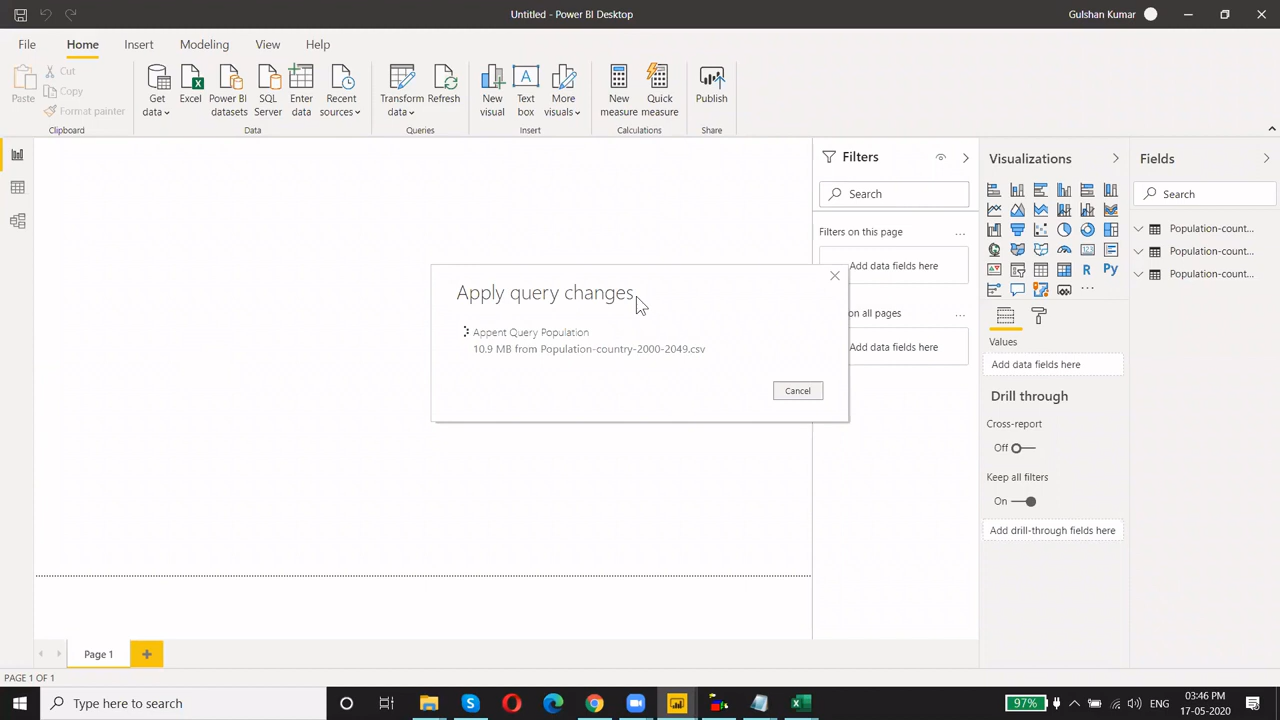 Untitled - Power BI Desktop
Gulshan Kumar
File Home Insert Modeling View Help
Paste
Cut
Copy
Format painter
Clipboard
Get data
Excel
Power BI datasets
SQL Server
Enter data
Recent sources
Data
Transform data
Refresh
Queries
New visual
Text box
More visuals
Insert
New measure
Quick measure
Calculations
Publish
Share
Filters
Search
Filters on this page ...
Add data fields here
on all pages ...
Add data fields here
Visualizations
R Py
...
Values
Add data fields here
Drill through
Cross-report
Off
Keep all filters
On
Add drill-through fields here
Fields
Search
Population-count...
Population-count...
Population-count...
Apply query changes
Appent Query Population
10.9 MB from Population-country-2000-2049.csv
Cancel
Page 1
PAGE 1 OF 1
Type here to search
97%
ENG
03:46 PM
17-05-2020